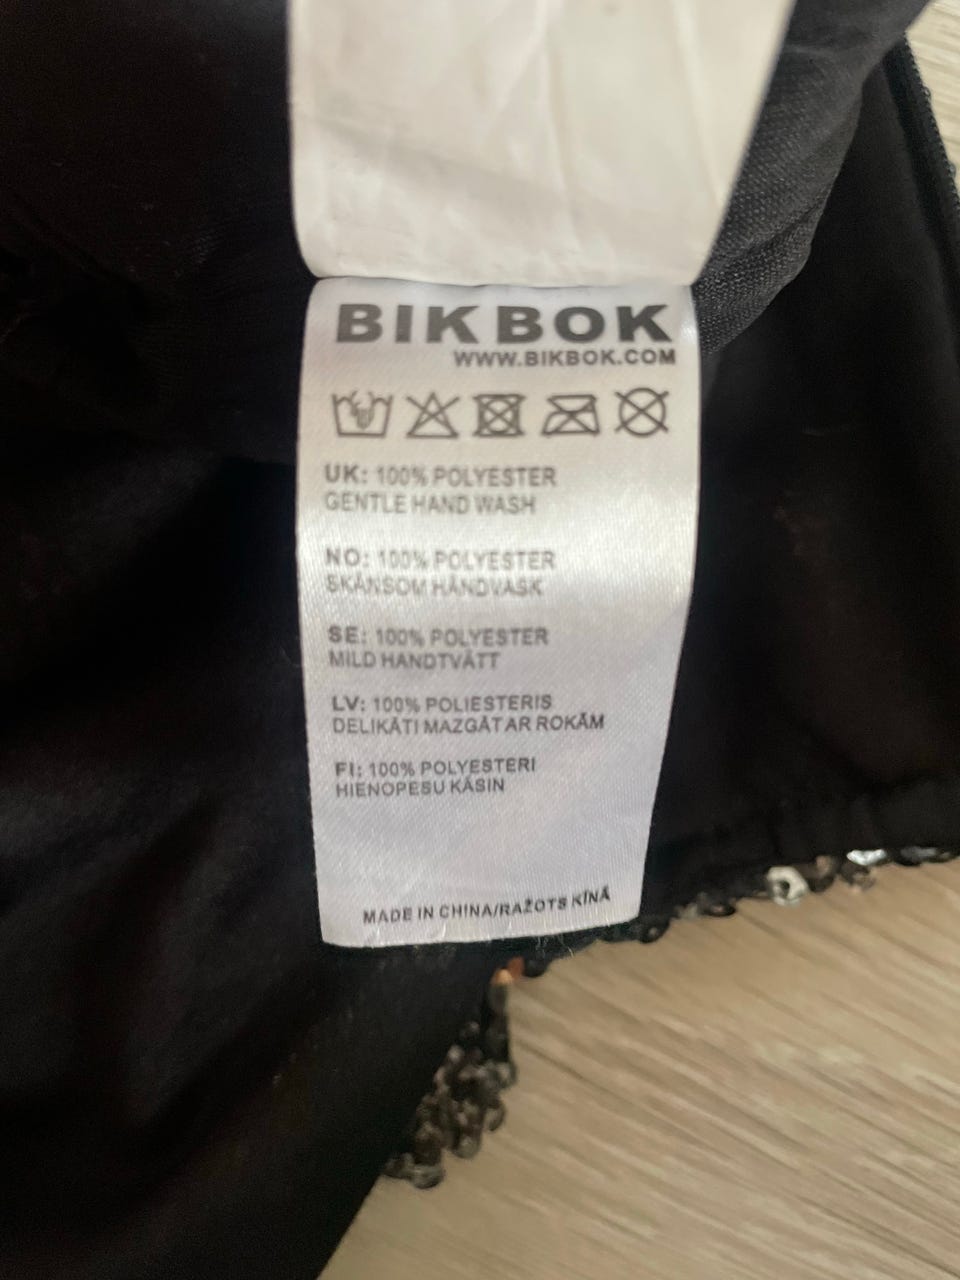 BIKBOK
WWW.BIKBOK.COM
UK: 100% POLYESTER
GENTLE HAND WASH
NO: 100% POLYESTER
SKÅNSOM HÅNDVASK
SE: 100% POLYESTER
MILD HANDTVÄTT
LV: 100% POLIESTERIS
DELIKĀTI MAZGĀT AR ROKĀM
FI: 100% POLYESTERI
HIENOPESU KÄSIN
MADE IN CHINA/RAŽOTS ĶĪNĀ